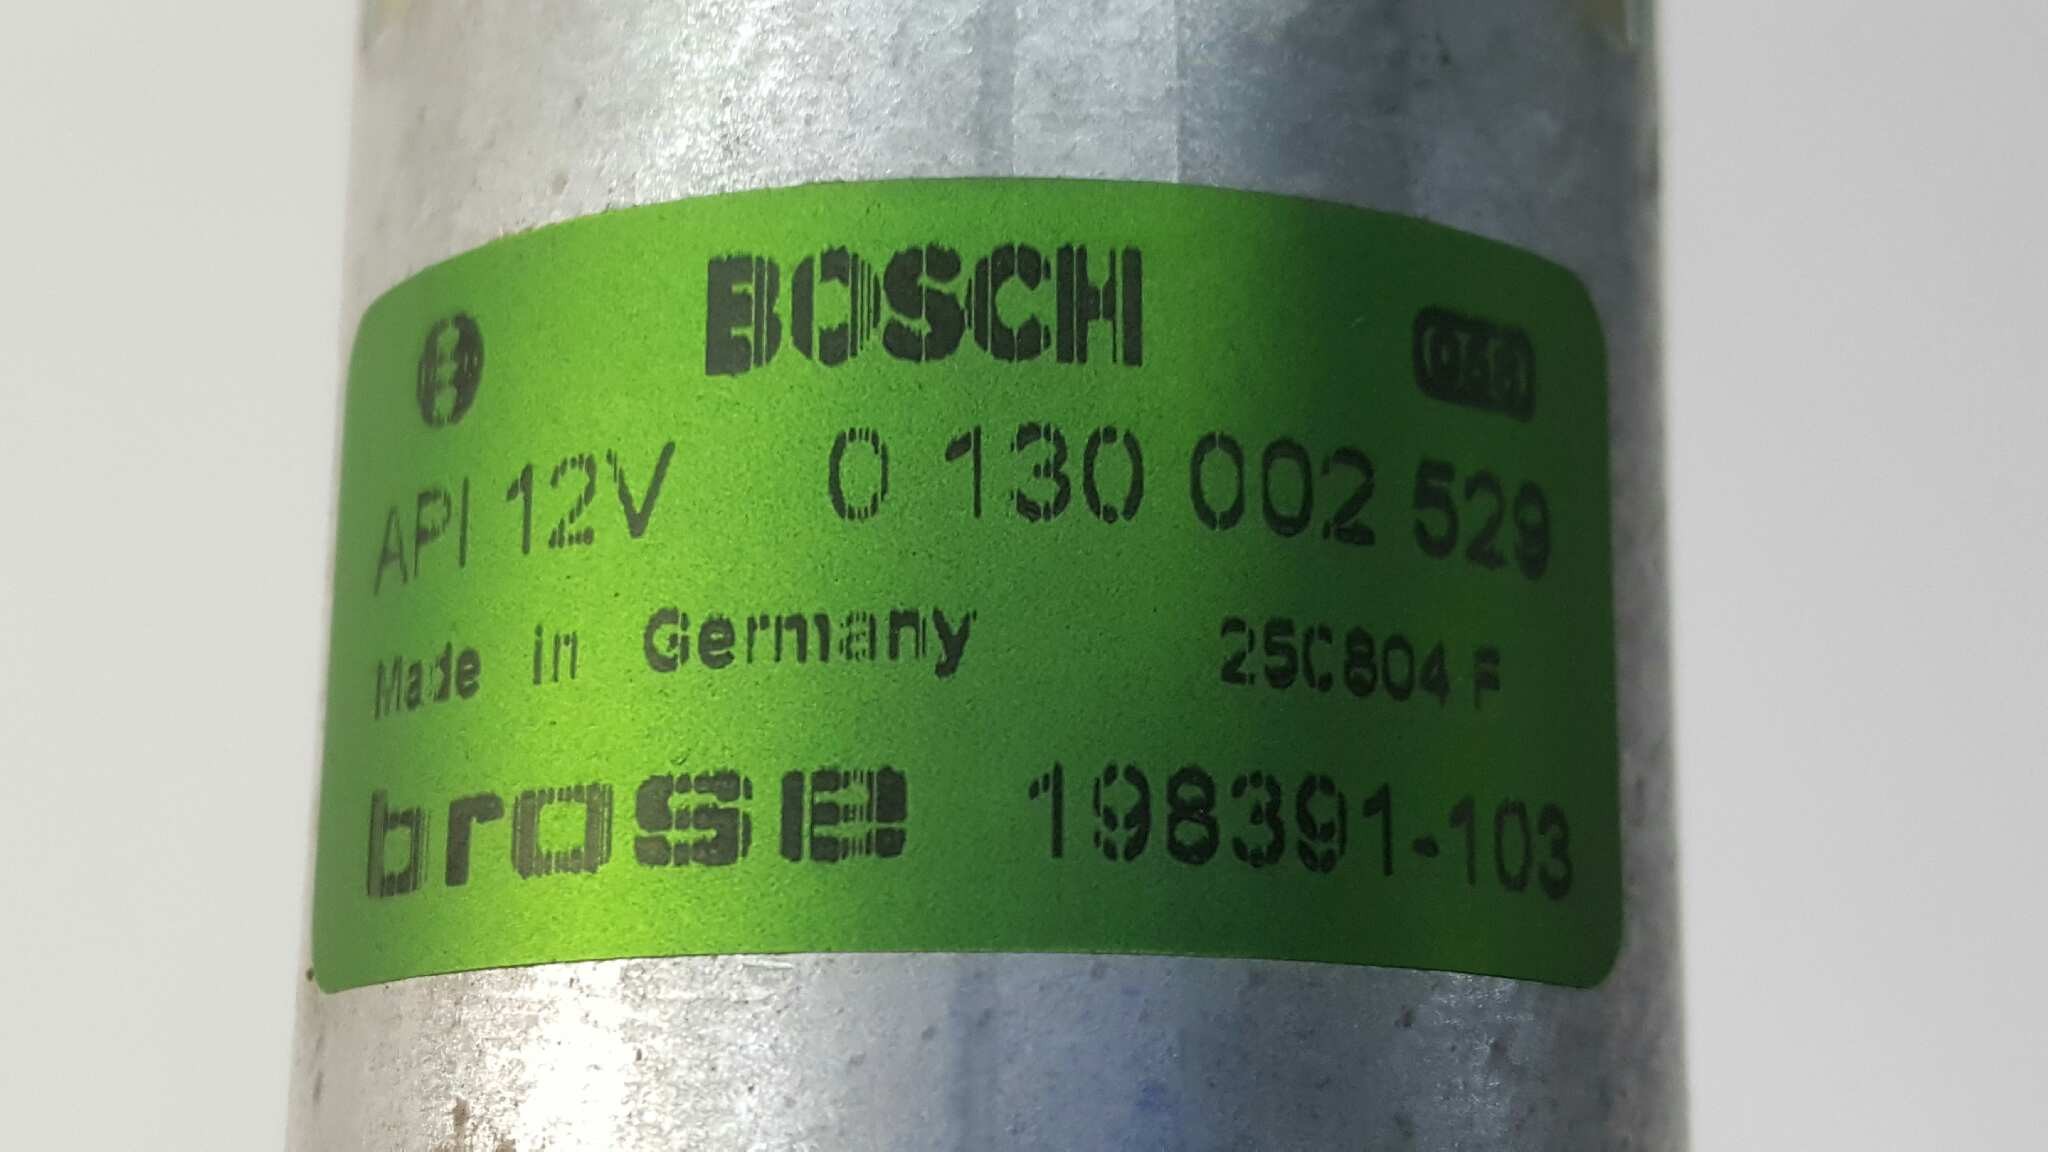 BOSCH
API 12V 0 130 002 529
Made in Germany 25C804 F
brose 198391-103